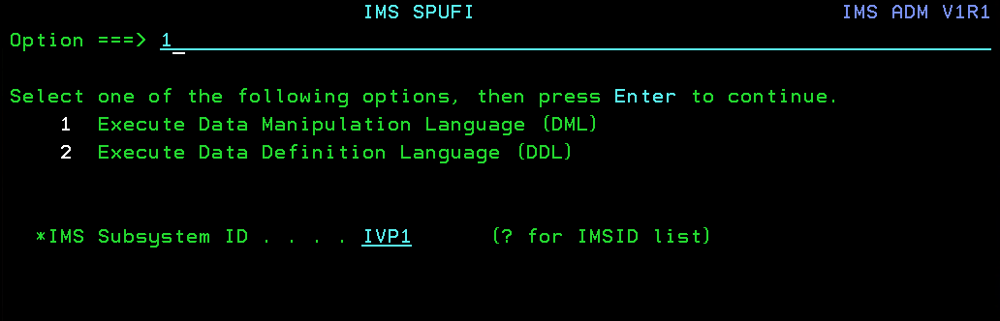 IMS SPUFI IMS ADM V1R1
Option ===> 1_
Select one of the following options, then press Enter to continue.
1 Execute Data Manipulation Language (DML)
2 Execute Data Definition Language (DDL)
*IMS Subsystem ID . . . . IVP1 (? for IMSID list)